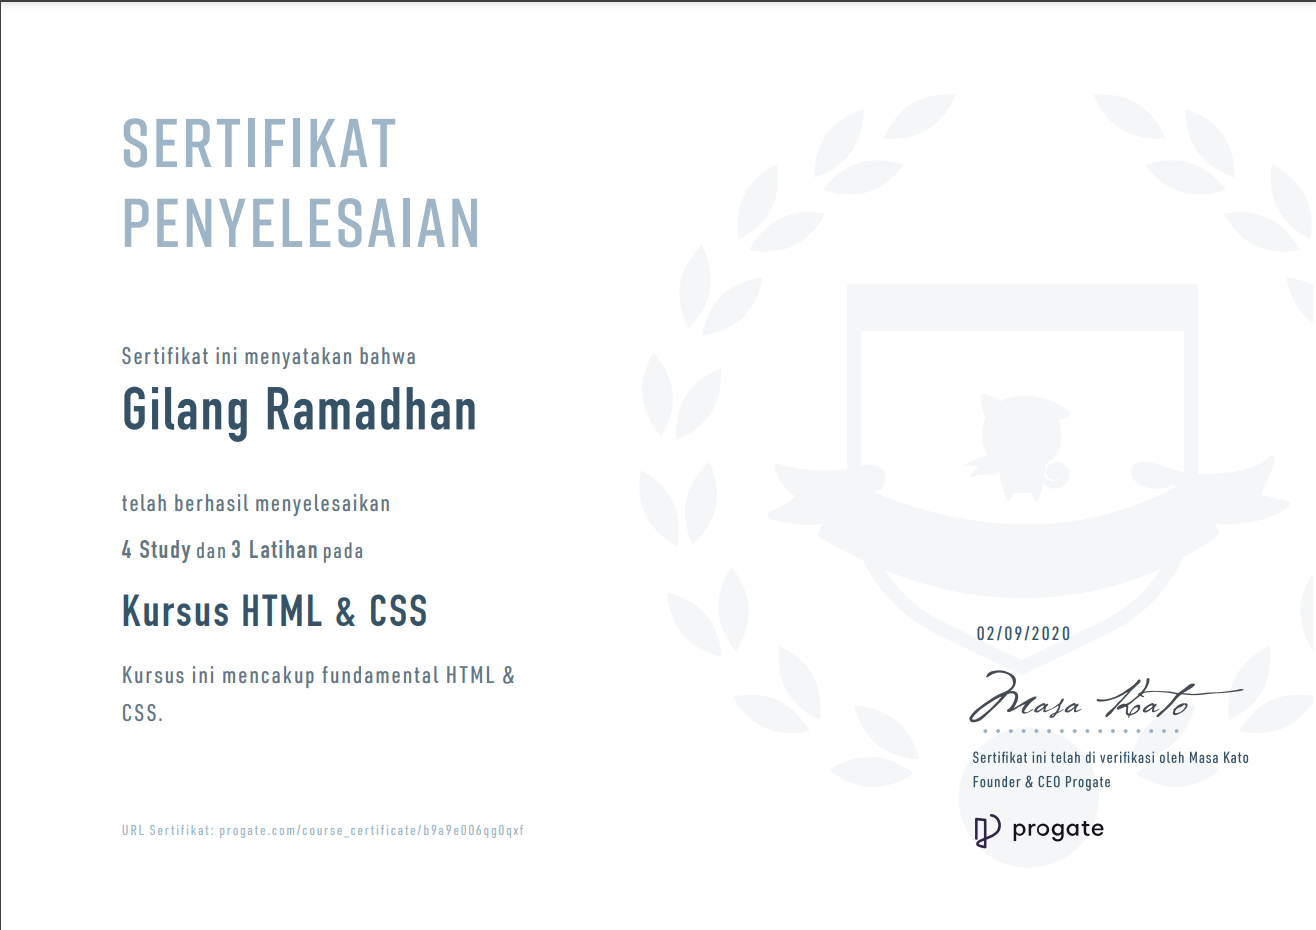 SERTIFIKAT
PENYELESAIAN
Sertifikat ini menyatakan bahwa
Gilang Ramadhan
telah berhasil menyelesaikan
4 Study dan 3 Latihan pada
Kursus HTML & CSS
Kursus ini mencakup fundamental HTML &
CSS.
02/09/2020
Masa Kato
Sertifikat ini telah di verifikasi oleh Masa Kato
Founder & CEO Progate
progate
URL Sertifikat: progate.com/course_certificate/b9a9e006qg0qxf